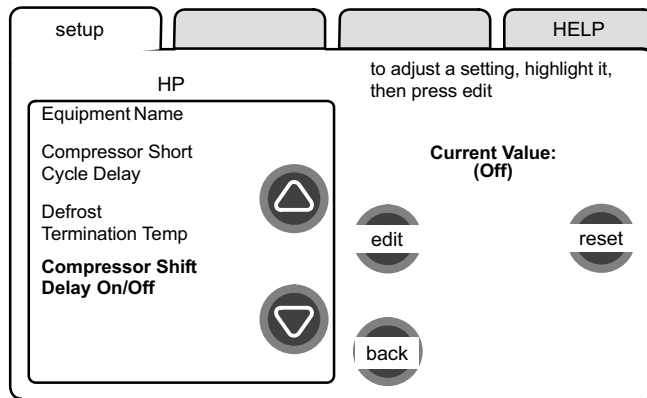 setup
HELP
HP
to adjust a setting, highlight it,
then press edit
Equipment Name
Compressor Short
Cycle Delay
Defrost
Termination Temp
Compressor Shift
Delay On/Off
Current Value:
(Off)
edit
reset
back